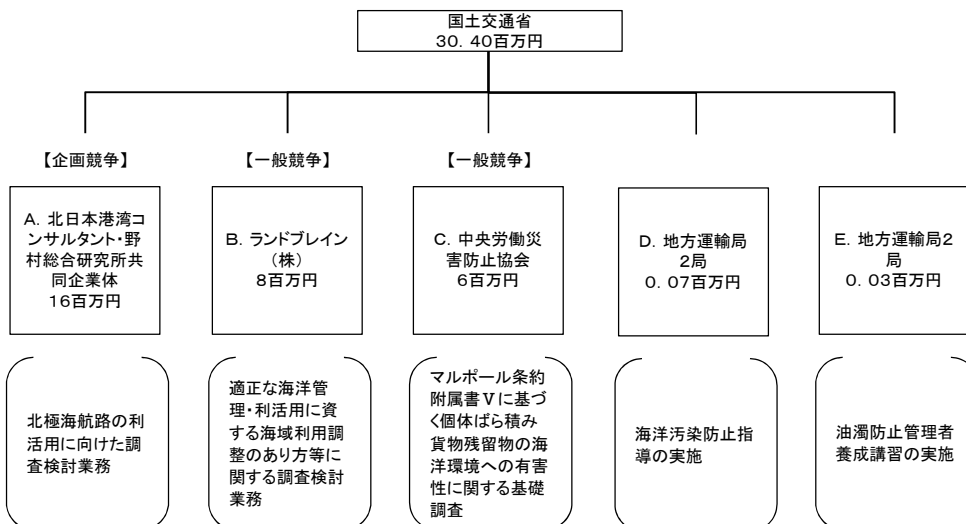 国土交通省
30．40百万円
【企画競争】
【一般競争】
【一般競争】
A．北日本港湾コ
ンサルタント・野
村総合研究所共
同企業体
16百万円
B．ランドブレイン
（株）
8百万円
C．中央労働災
害防止協会
6百万円
D．地方運輸局
2局
0．07百万円
E．地方運輸局2
局
0．03百万円
北極海航路の利
活用に向けた調
査検討業務
適正な海洋管
理・利活用に資
する海域利用調
整のあり方等に
関する調査検討
業務
マルポール条約
附属書Ⅴに基づ
く個体ばら積み
貨物残留物の海
洋環境への有害
性に関する基礎
調査
海洋汚染防止指
導の実施
油濁防止管理者
養成講習の実施